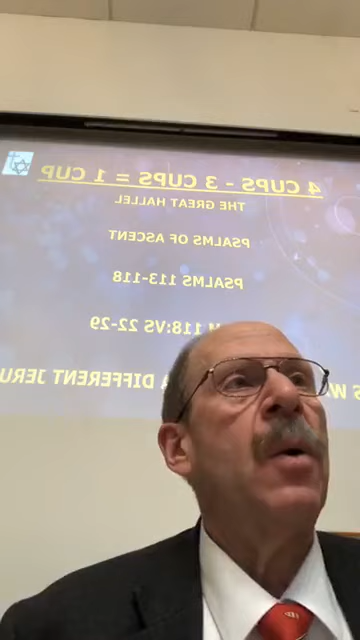 4 CUPS - 3 CUPS = 1 CUP
THE GREAT HALLEL
PSALMS OF ASCENT
PSALMS 113-118
118:VS 22-29
DIFFERENT